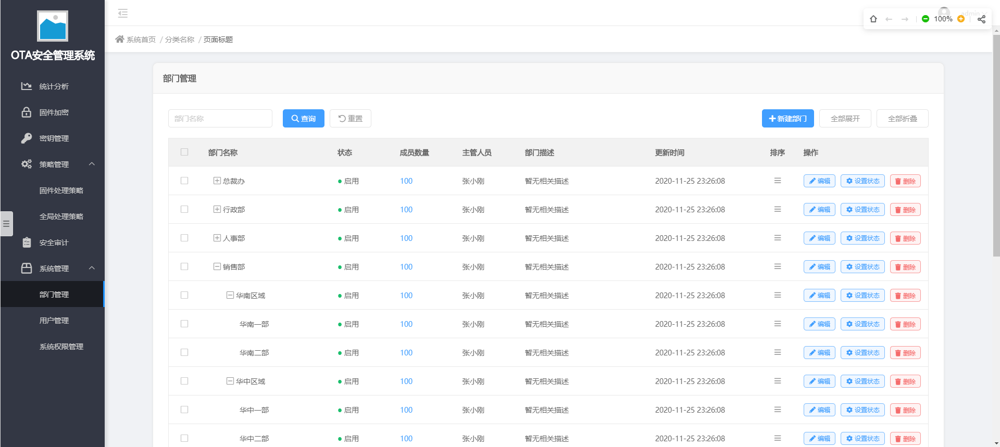 admin
100%
OTA安全管理系统
系统首页 / 分类名称 / 页面标题
统计分析
固件加密
密钥管理
策略管理
固件处理策略
全局处理策略
安全审计
系统管理
部门管理
用户管理
系统权限管理
部门管理
部门名称 查询 重置 新建部门 全部展开 全部折叠
部门名称 状态 成员数量 主管人员 部门描述 更新时间 排序 操作
总裁办 启用 100 张小刚 暂无相关描述 2020-11-25 23:26:08 编辑 设置状态 删除
行政部 启用 100 张小刚 暂无相关描述 2020-11-25 23:26:08 编辑 设置状态 删除
人事部 启用 100 张小刚 暂无相关描述 2020-11-25 23:26:08 编辑 设置状态 删除
销售部 启用 100 张小刚 暂无相关描述 2020-11-25 23:26:08 编辑 设置状态 删除
华南区域 启用 100 张小刚 暂无相关描述 2020-11-25 23:26:08 编辑 设置状态 删除
华南一部 启用 100 张小刚 暂无相关描述 2020-11-25 23:26:08 编辑 设置状态 删除
华南二部 启用 100 张小刚 暂无相关描述 2020-11-25 23:26:08 编辑 设置状态 删除
华中区域 启用 100 张小刚 暂无相关描述 2020-11-25 23:26:08 编辑 设置状态 删除
华中一部 启用 100 张小刚 暂无相关描述 2020-11-25 23:26:08 编辑 设置状态 删除
华中二部 启用 100 张小刚 暂无相关描述 2020-11-25 23:26:08 编辑 设置状态 删除